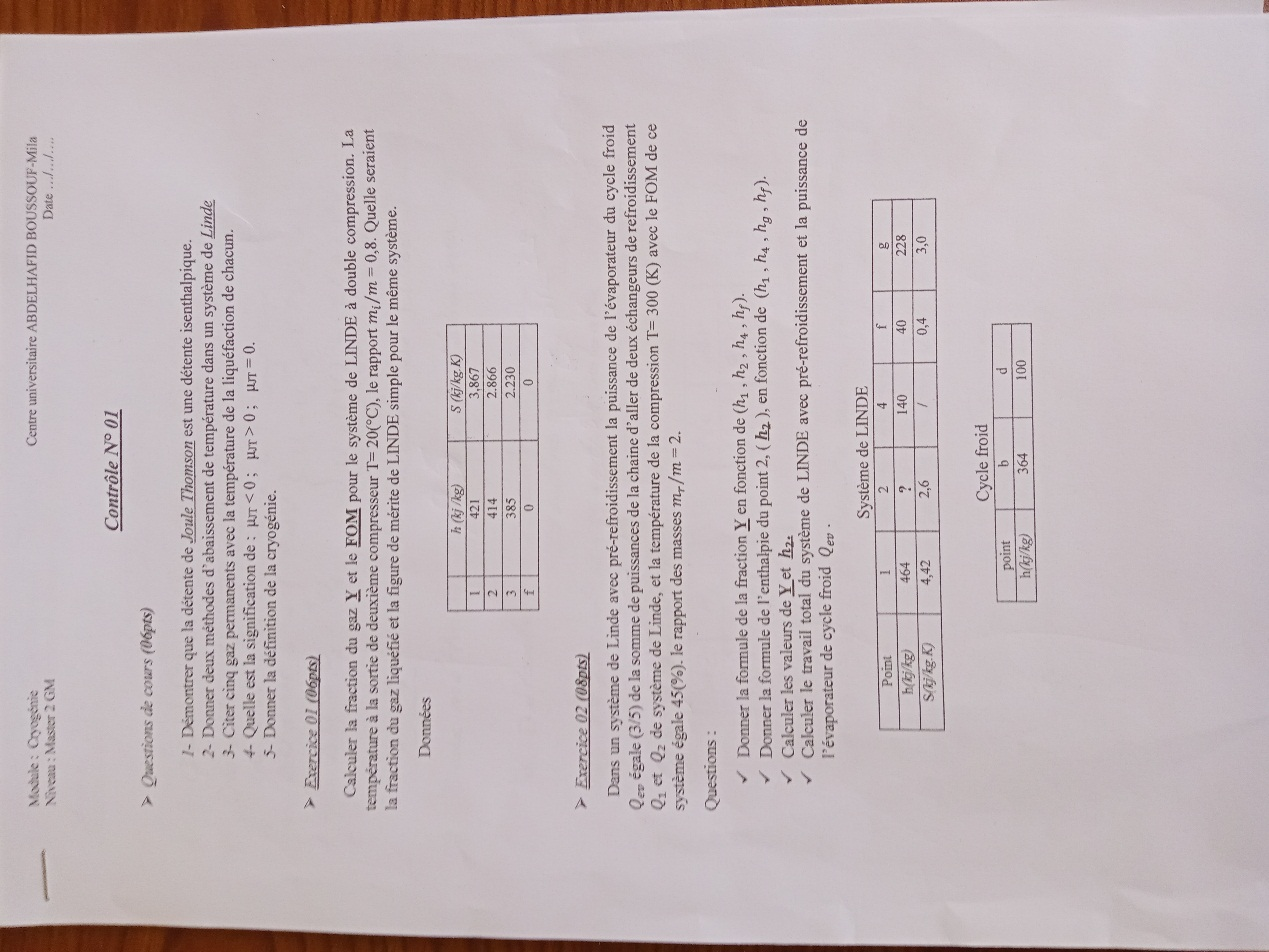 Module : Cryogénie
Niveau : Master 2 GM
Centre universitaire ABDELHAFID BOUSSOUF-Mila
Date …/…/….
Contrôle N° 01
➢ Questions de cours (06pts)
1- Démontrer que la détente de Joule Thomson est une détente isenthalpique.
2- Donner deux méthodes d'abaissement de température dans un système de Linde
3- Citer cinq gaz permanents avec la température de la liquéfaction de chacun.
4- Quelle est la signification de : μJT < 0 ; μJT > 0 ; μJT = 0.
5- Donner la définition de la cryogénie.
➢ Exercice 01 (06pts)
Calculer la fraction du gaz Y et le FOM pour le système de LINDE à double compression. La
température à la sortie de deuxième compresseur T= 20(°C), le rapport mi/m = 0,8. Quelle seraient
la fraction du gaz liquéfié et la figure de mérite de LINDE simple pour le même système.
Données
h (kj /kg) S (kj/kg.K)
1 421 3,867
2 414 2.866
3 385 2.230
f 0 0
➢ Exercice 02 (08pts)
Dans un système de Linde avec pré-refroidissement la puissance de l'évaporateur du cycle froid
Qev égale (3/5) de la somme de puissances de la chaine d'aller de deux échangeurs de refroidissement
Q1 et Q2 de système de Linde, et la température de la compression T= 300 (K) avec le FOM de ce
système égale 45(%). le rapport des masses mr/m = 2.
Questions :
✓ Donner la formule de la fraction Y en fonction de (h1 , h2 , h4 , hf).
✓ Donner la formule de l'enthalpie du point 2, ( h2 ), en fonction de (h1 , h4 , hg , hf).
✓ Calculer les valeurs de Y et h2.
✓ Calculer le travail total du système de LINDE avec pré-refroidissement et la puissance de
l'évaporateur de cycle froid Qev .
Système de LINDE
Point 1 2 4 f g
h(kj/kg) 464 ? 140 40 228
S(kj/kg.K) 4,42 2,6 / 0,4 3,0
Cycle froid
point b d
h(kj/kg) 364 100